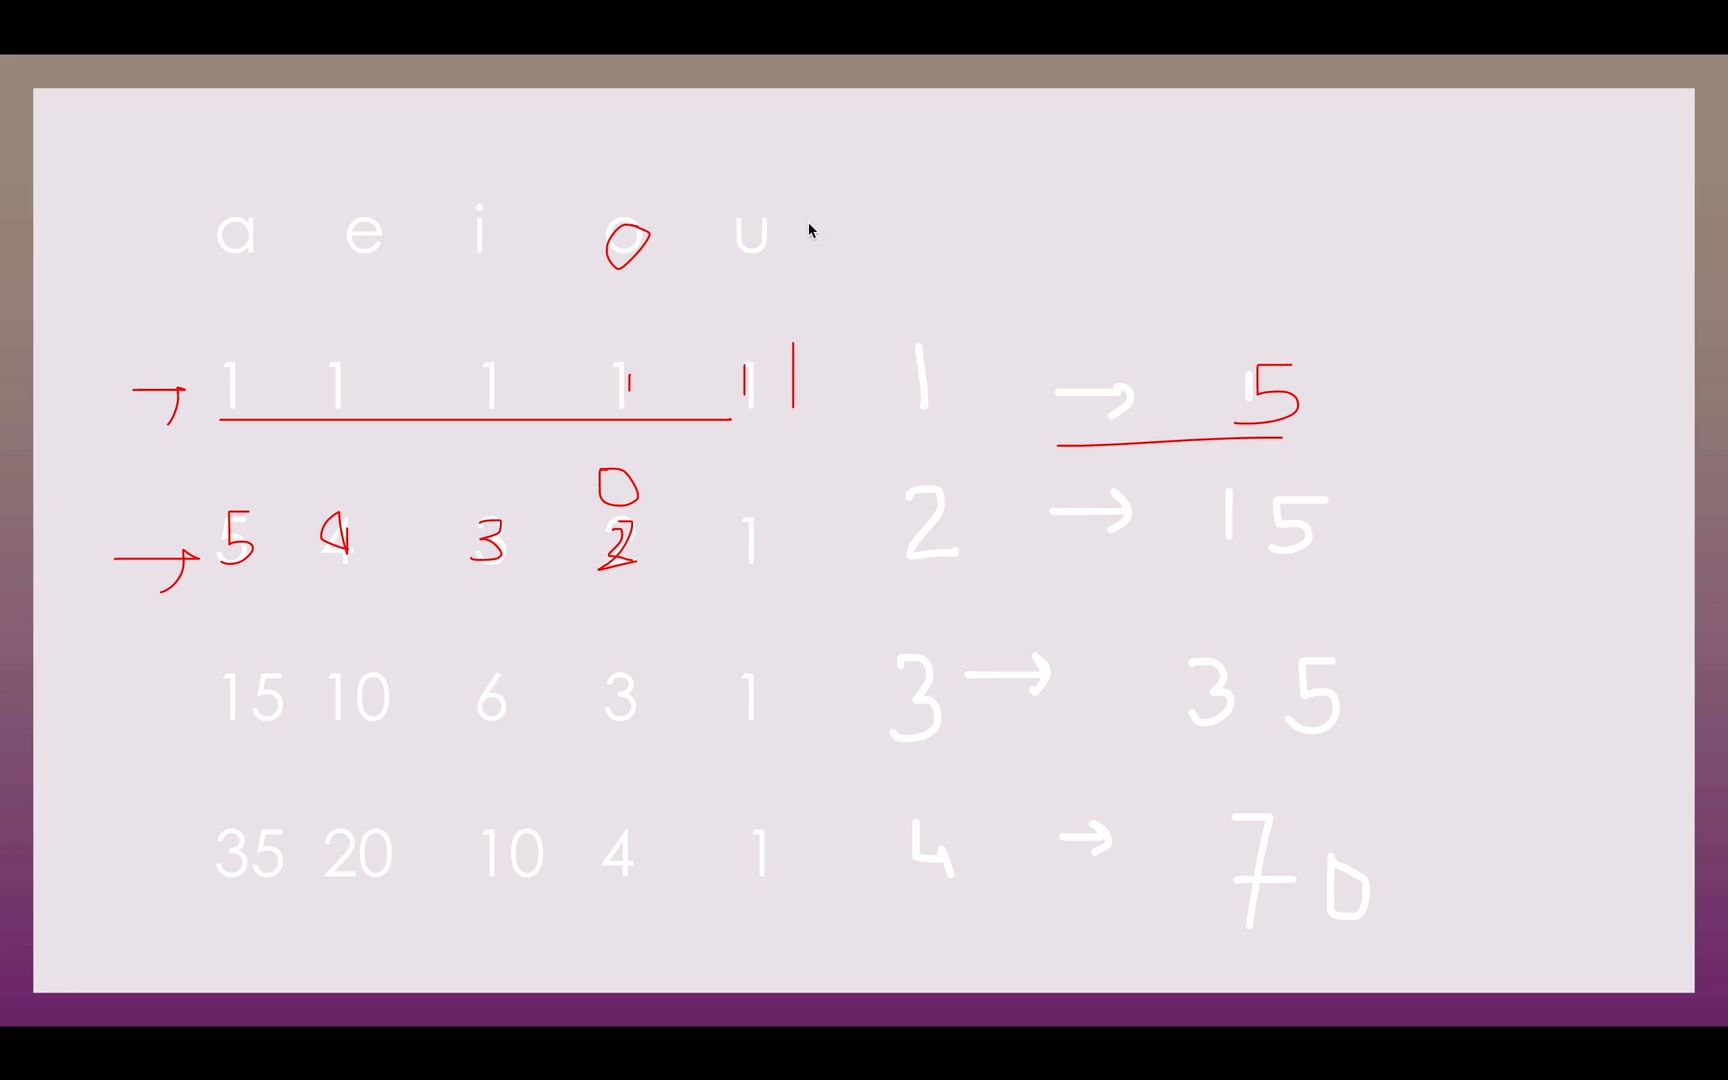 a e i o u
1 1 1 1 1 1 → 5
0
5 4 3 2 1 2 → 15
15 10 6 3 1 3 → 35
35 20 10 4 1 4 → 70